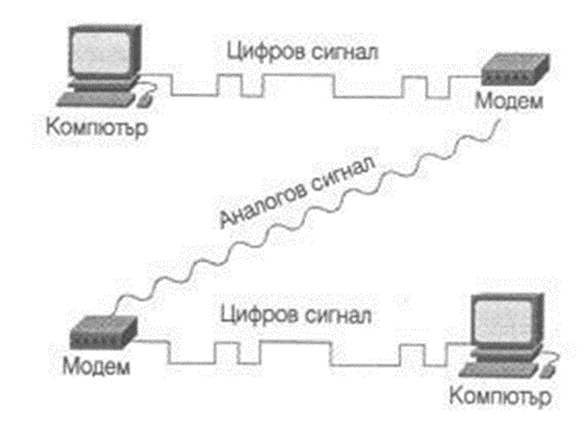 Цифров сигнал
Компютър
Модем
Аналогов сигнал
Цифров сигнал
Модем
Компютър